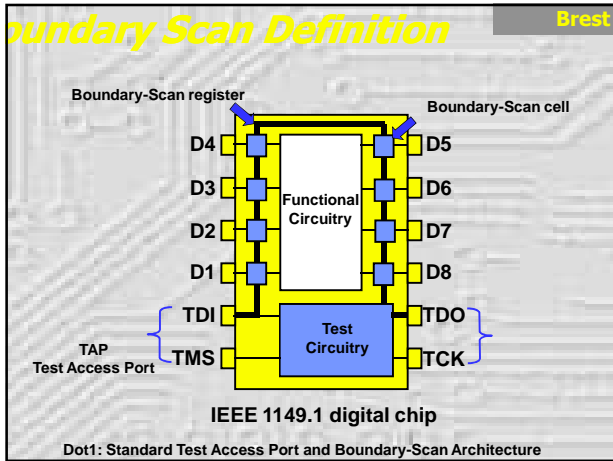 oundary Scan Definition
Brest
Boundary-Scan register
Boundary-Scan cell
D4
D5
D3
D6
Functional
Circuitry
D2
D7
D1
D8
TDI
TDO
Test
Circuitry
TAP
Test Access Port
TMS
TCK
IEEE 1149.1 digital chip
Dot1: Standard Test Access Port and Boundary-Scan Architecture